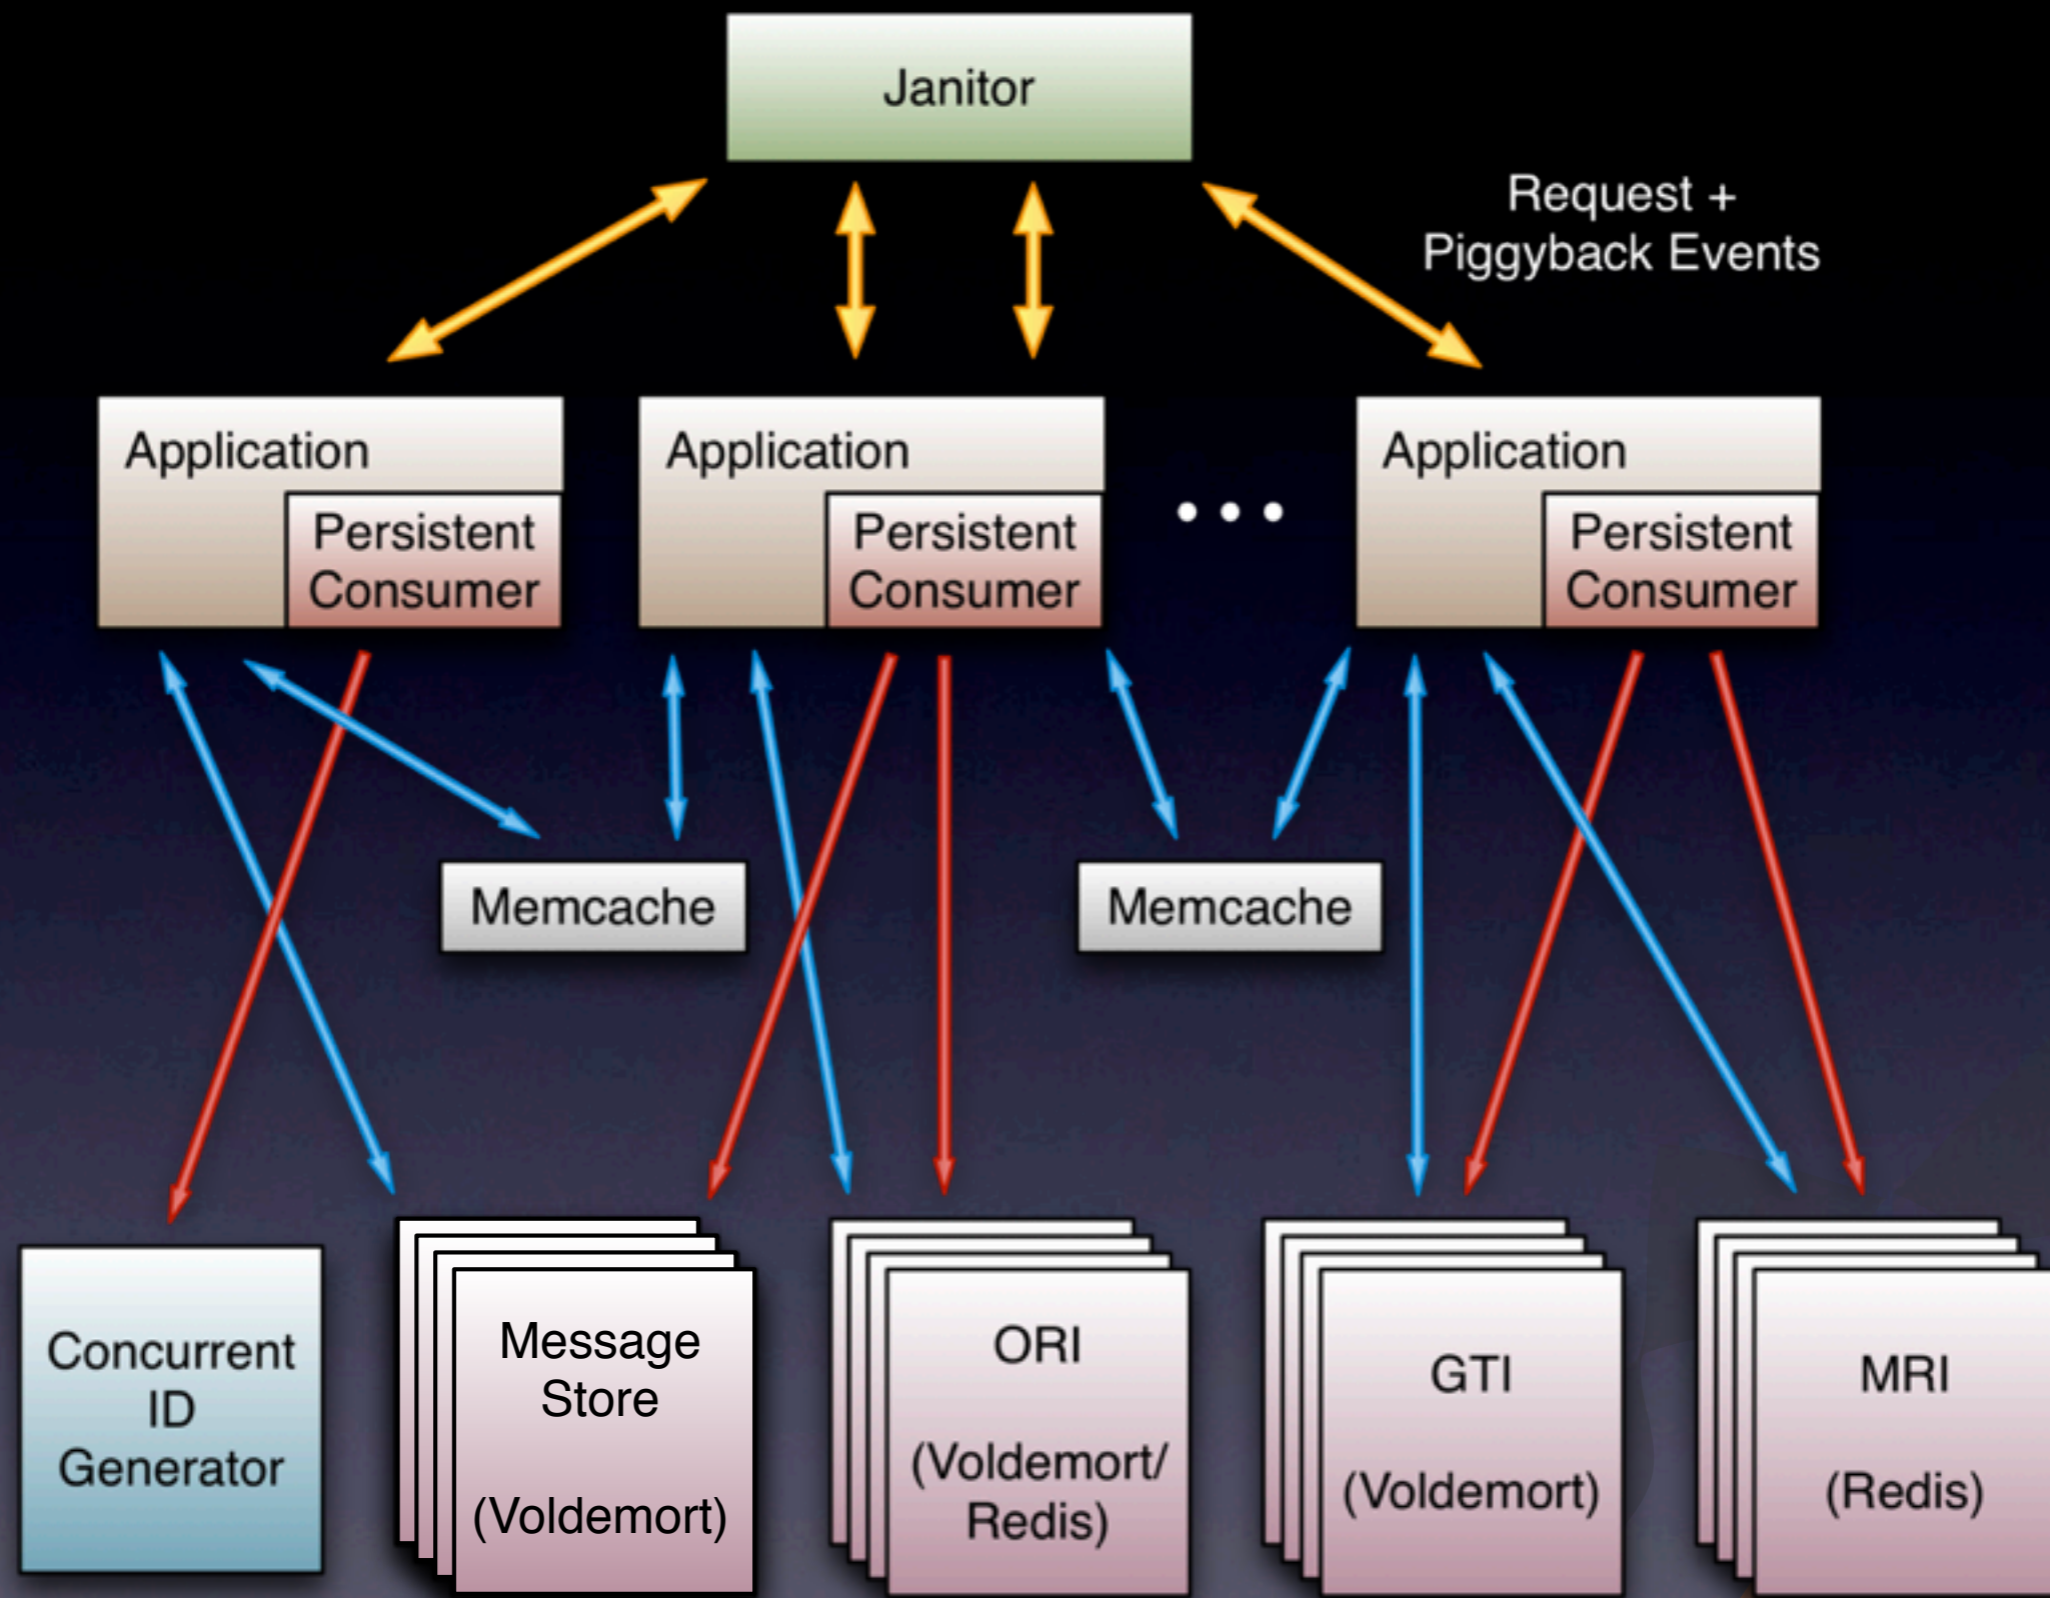 Janitor
Request +
Piggyback Events
Application
Persistent
Consumer
Application
Persistent
Consumer
Application
Persistent
Consumer
Memcache
Memcache
Concurrent
ID
Generator
Message
Store
(Voldemort)
ORI
(Voldemort/
Redis)
GTI
(Voldemort)
MRI
(Redis)